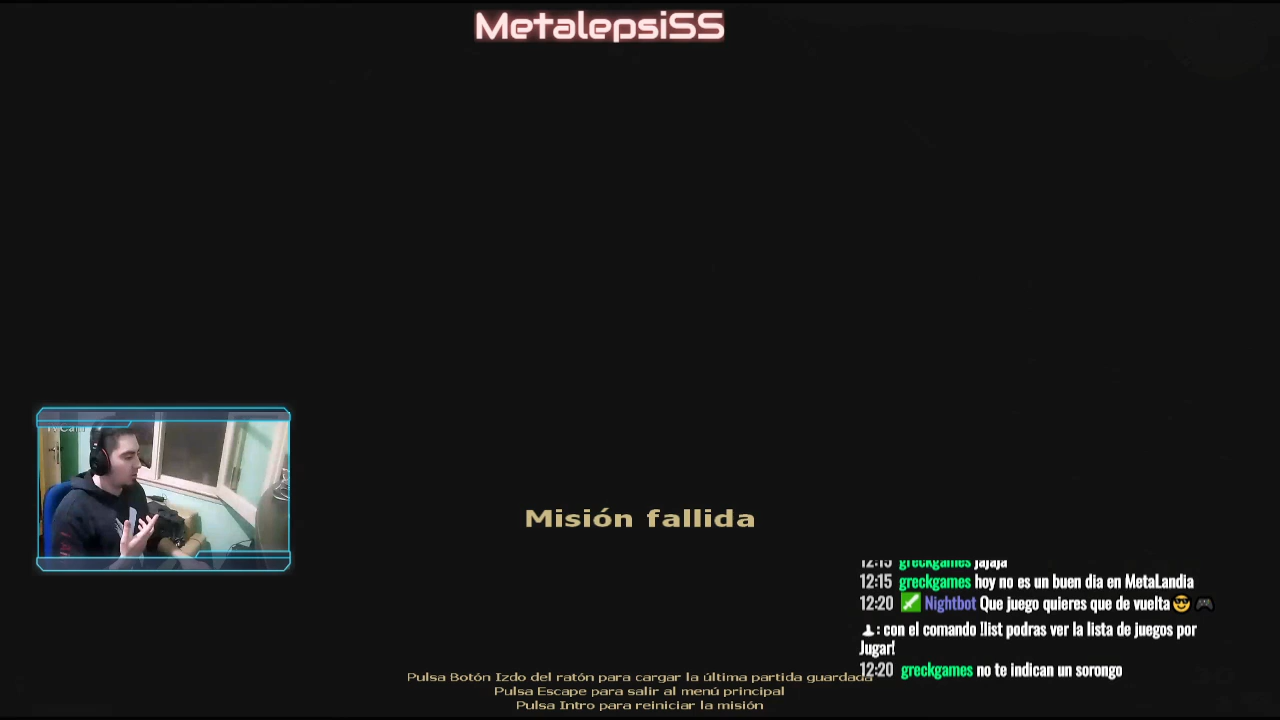 MetalepsiSS
Misión fallida
12:15 greckgames jajaja
12:15 greckgames hoy no es un buen dia en MetaLandia
12:20 Nightbot Que juego quieres que de vuelta😎 🎮
🕹: con el comando !list podras ver la lista de juegos por
Jugar!
12:20 greckgames no te indican un sorongo
Pulsa Botón Izdo del ratón para cargar la última partida guardada
Pulsa Escape para salir al menú principal
Pulsa Intro para reiniciar la misión